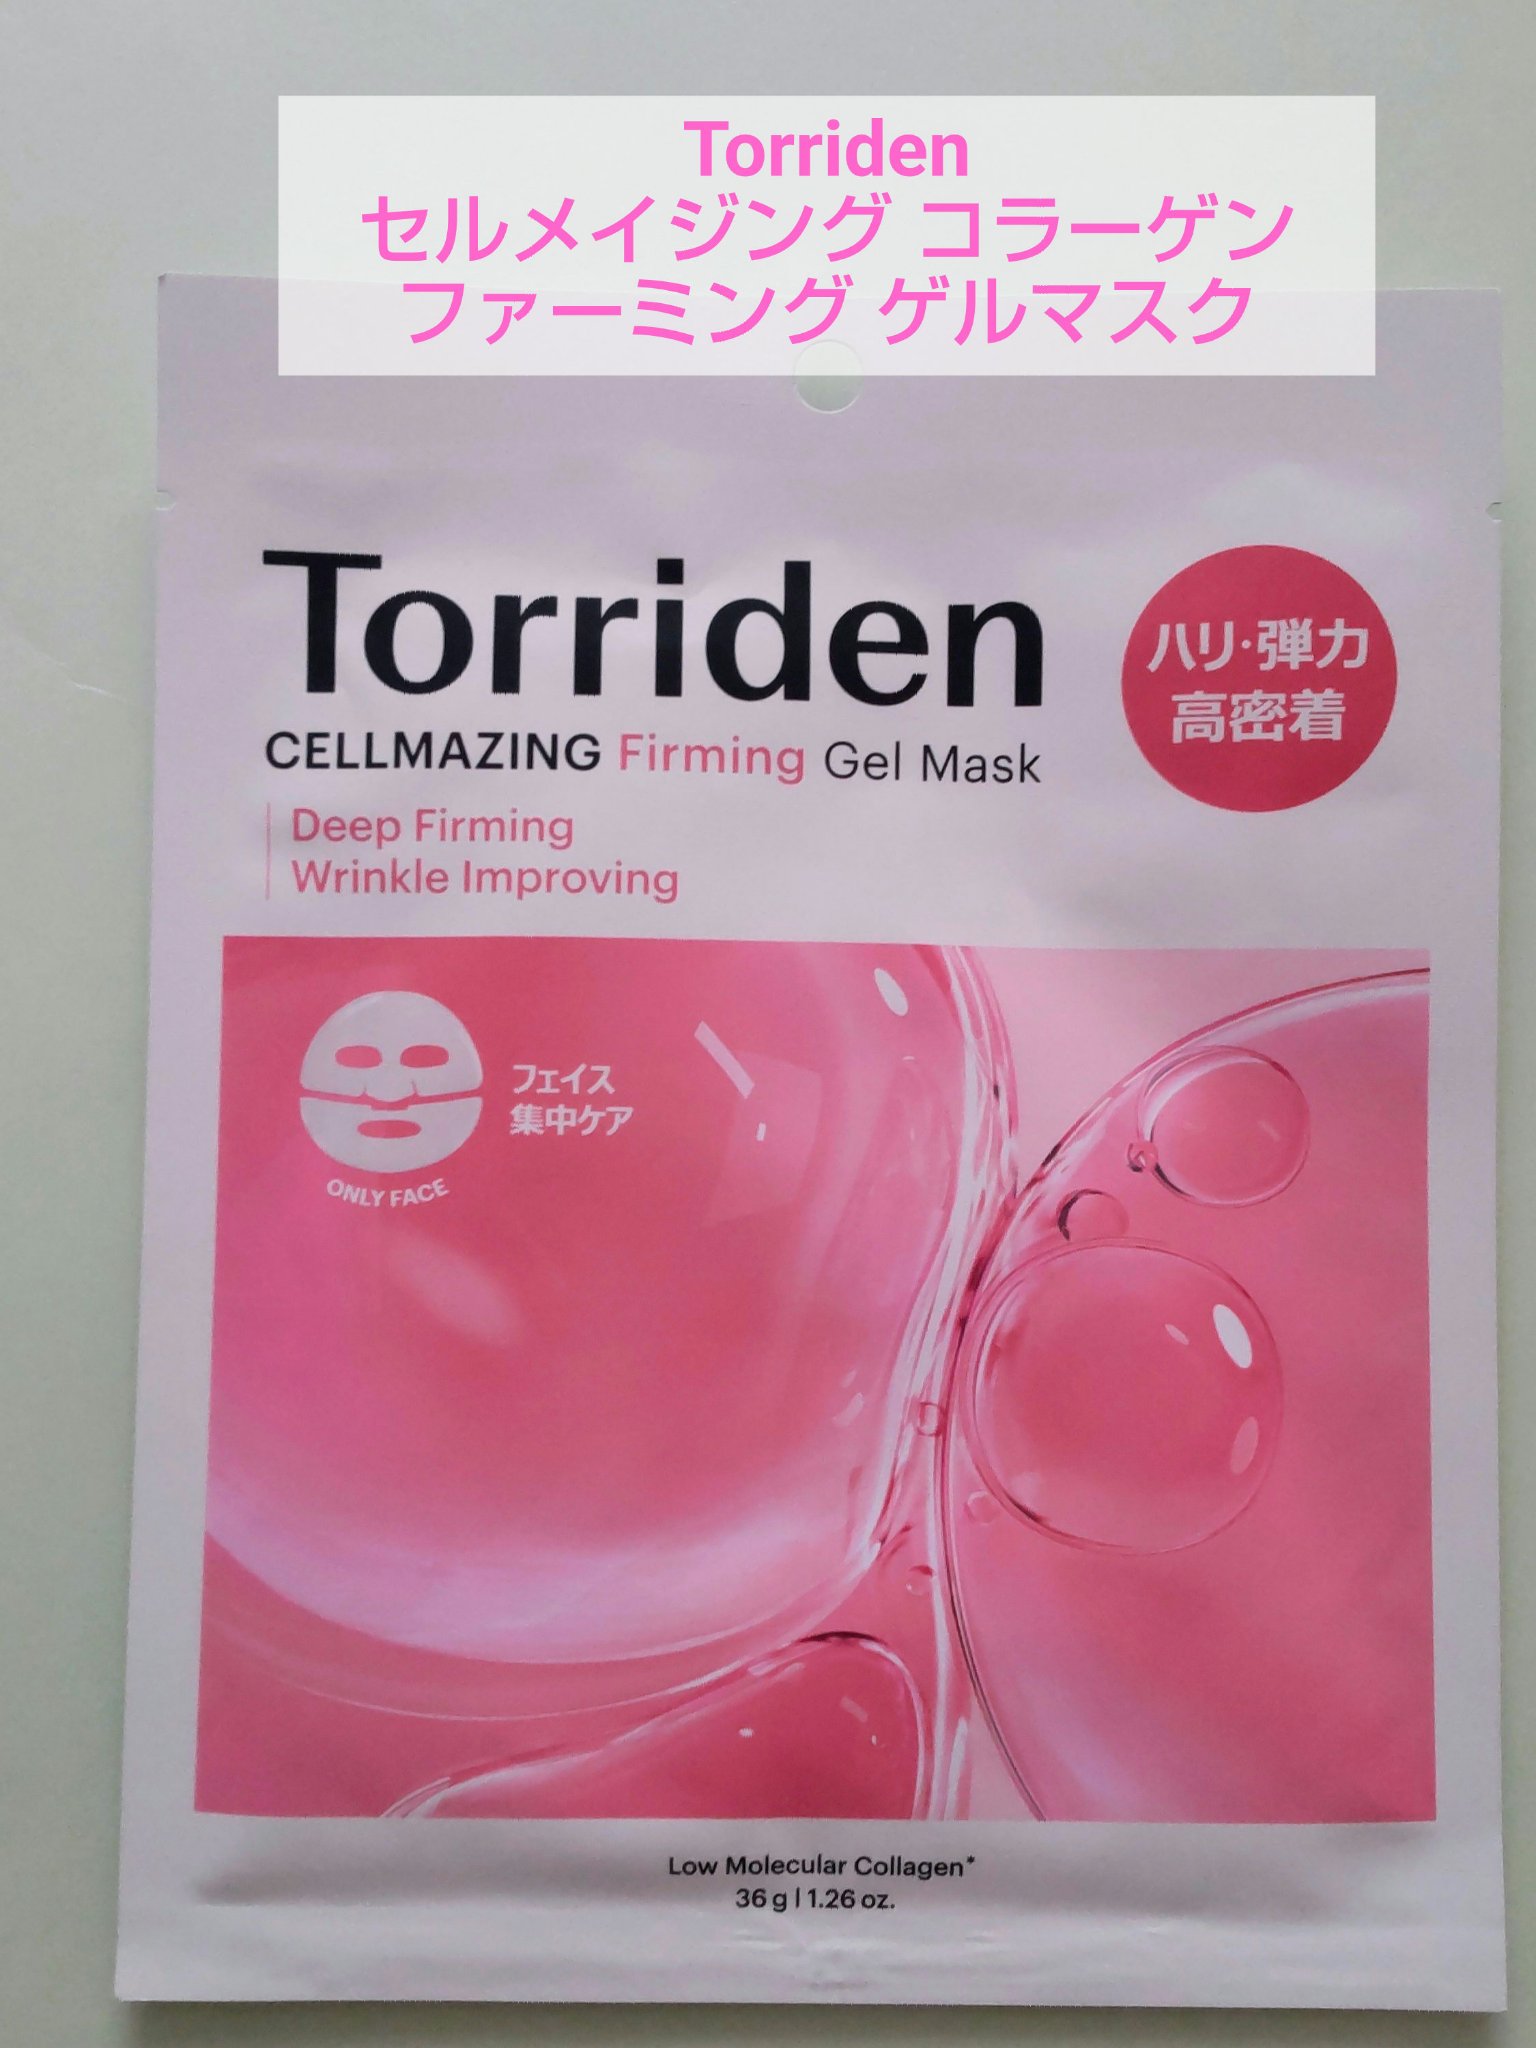 Torriden
セルメイジング コラーゲン
ファーミング ゲルマスク
Torriden
CELLMAZING Firming Gel Mask
Deep Firming
Wrinkle Improving
ハリ・弾力
高密着
フェイス
集中ケア
ONLY FACE
Low Molecular Collagen*
36 g | 1.26 oz.